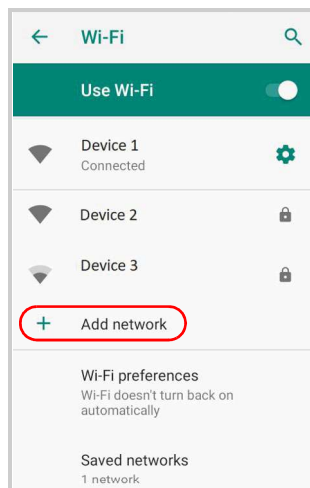 Wi-Fi
Use Wi-Fi
Device 1
Connected
Device 2
Device 3
Add network
Wi-Fi preferences
Wi-Fi doesn't turn back on
automatically
Saved networks
1 network